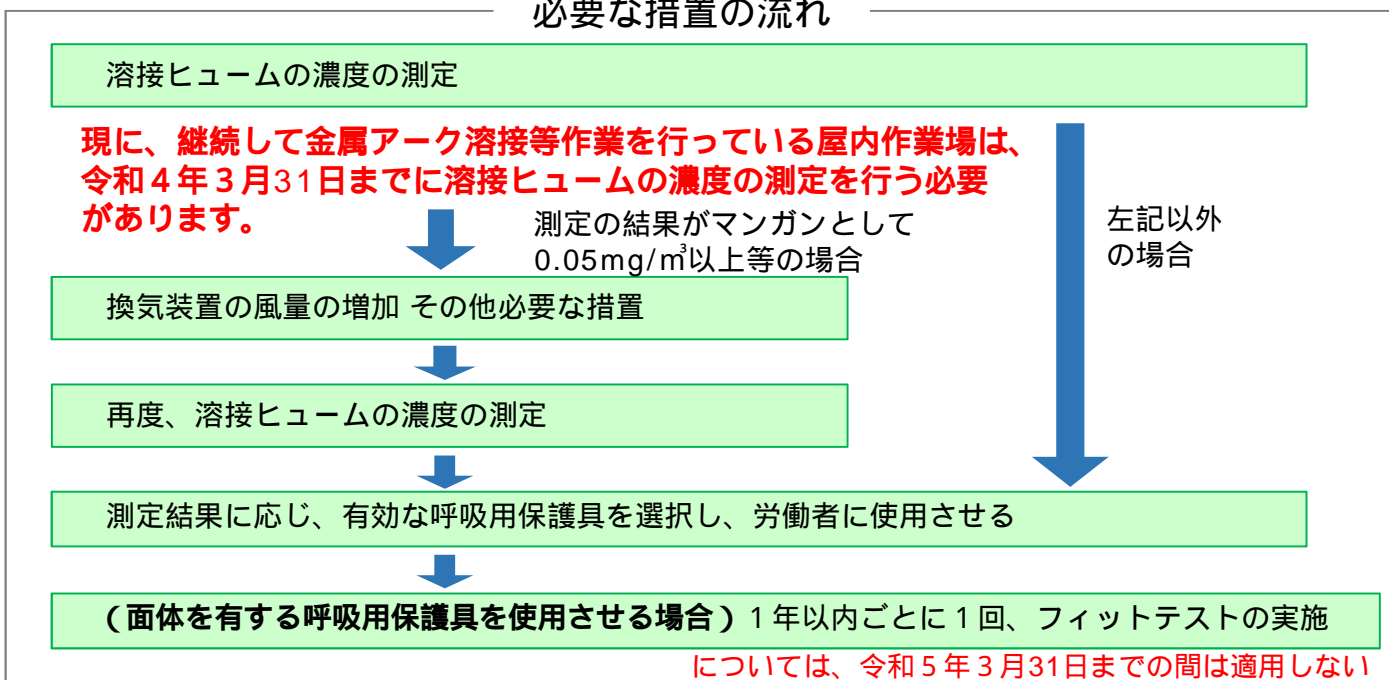 必要な措置の流れ
溶接ヒュームの濃度の測定
現に、継続して金属アーク溶接等作業を行っている屋内作業場は、
令和４年３月31日までに溶接ヒュームの濃度の測定を行う必要
があります。
測定の結果がマンガンとして
0.05mg/㎥以上等の場合
左記以外
の場合
換気装置の風量の増加 その他必要な措置
再度、溶接ヒュームの濃度の測定
測定結果に応じ、有効な呼吸用保護具を選択し、労働者に使用させる
（面体を有する呼吸用保護具を使用させる場合）１年以内ごとに１回、フィットテストの実施
については、令和５年３月31日までの間は適用しない